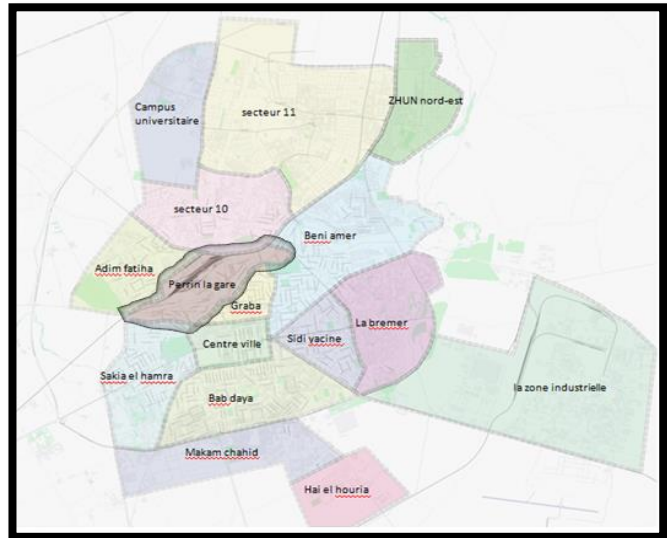 Campus
universitaire
secteur 11
ZHUN nord-est
secteur 10
Beni amer
Adim fatiha
Perrin la gare
Graba
La bremer
Centre ville
Sidi yacine
Sakia el hamra
la zone industrielle
Bab daya
Makam chahid
Hai el houria